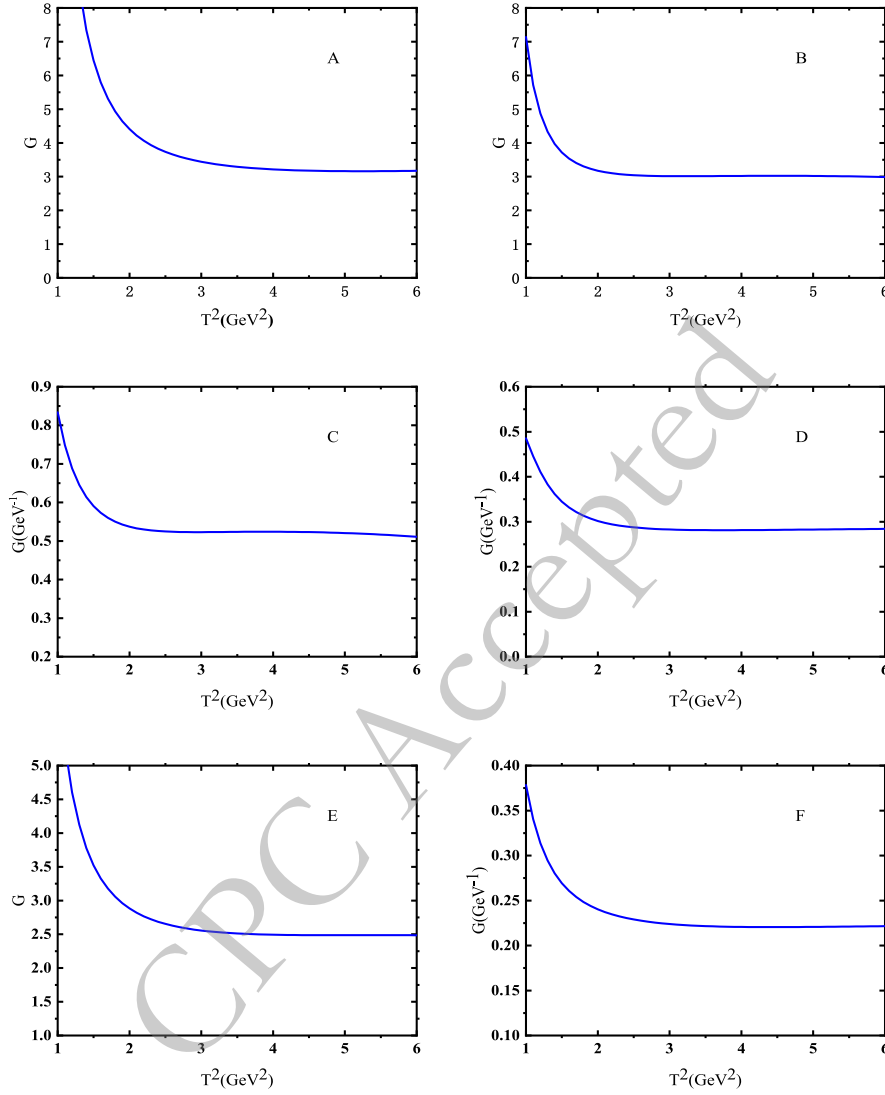 8
7
6
5
4
3
2
1
0
G
A
1 2 3 4 5 6
T²(GeV²)
8
7
6
5
4
3
2
1
0
G
B
1 2 3 4 5 6
T²(GeV²)
0.9
0.8
0.7
0.6
0.5
0.4
0.3
0.2
G(GeV⁻¹)
C
1 2 3 4 5 6
T²(GeV²)
0.6
0.5
0.4
0.3
0.2
0.1
0.0
G(GeV⁻¹)
D
1 2 3 4 5 6
T²(GeV²)
5.0
4.5
4.0
3.5
3.0
2.5
2.0
1.5
1.0
G
E
1 2 3 4 5 6
T²(GeV²)
0.40
0.35
0.30
0.25
0.20
0.15
0.10
G(GeV⁻¹)
F
1 2 3 4 5 6
T²(GeV²)
CPC Accepted